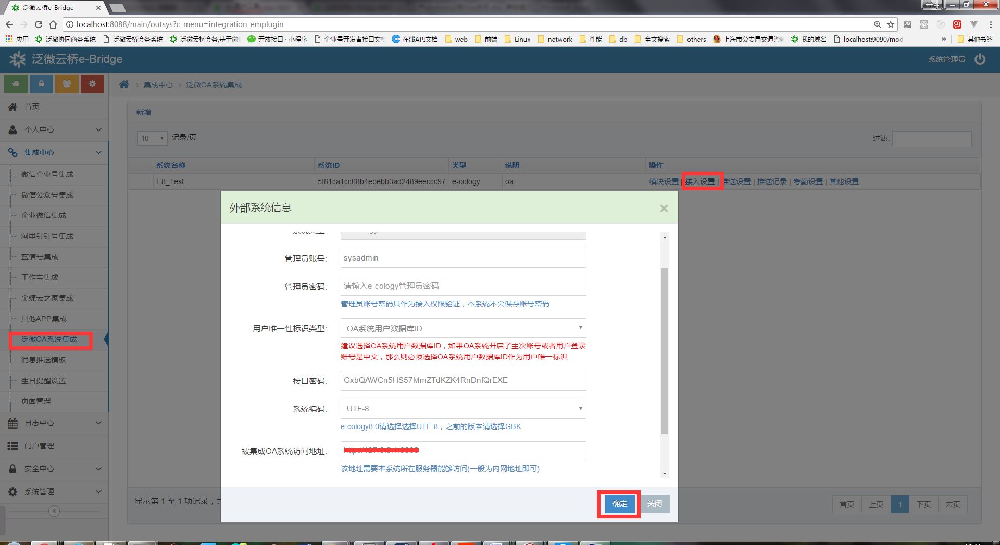 泛微云桥e-Bridge
localhost:8088/main/outsys?c_menu=integration_emplugin
应用 泛微协同商务系统 泛微云桥会务系统 泛微云桥会务,基于微 开放接口 · 小程序 企业号开发者接口文 在线API文档 web 前端 Linux network 性能 db 全文搜索 others 上海市公安局交通警 我的域名 localhost:9090/mod » 其他书签
泛微云桥e-Bridge 系统管理员
集成中心 泛微OA系统集成
首页
个人中心
集成中心
微信企业号集成
微信公众号集成
企业微信集成
阿里钉钉号集成
蓝信号集成
工作宝集成
金蝶云之家集成
其他APP集成
泛微OA系统集成
消息推送模板
生日提醒设置
页面管理
日志中心
门户管理
安全中心
系统管理
新增
10 记录/页 过滤:
系统名称 系统ID 类型 说明 操作
E8_Test 5f81ca1cc68b4ebebb3ad2489eeccc97 e-cology oa 模块设置 | 接入设置 | 推送设置 | 推送记录 | 考勤设置 | 其他设置
外部系统信息 ×
管理员账号: sysadmin
管理员密码: 请输入e-cology管理员密码
管理员账号密码只作为接入权限验证，本系统不会保存账号密码
用户唯一性标识类型: OA系统用户数据库ID
建议选择OA系统用户数据库ID，如果OA系统开启了主次账号或者用户登录
账号是中文，那么则必须选择OA系统用户数据库ID作为用户唯一标识
接口密码: GxbQAWCn5HS57MmZTdKZK4RnDnfQrEXE
系统编码: UTF-8
e-cology8.0请选择选择UTF-8，之前的版本请选择GBK
被集成OA系统访问地址:
该地址需要本系统所在服务器能够访问(一般为内网地址即可)
确定 关闭
显示第 1 至 1 项记录，共
首页 上页 1 下页 末页